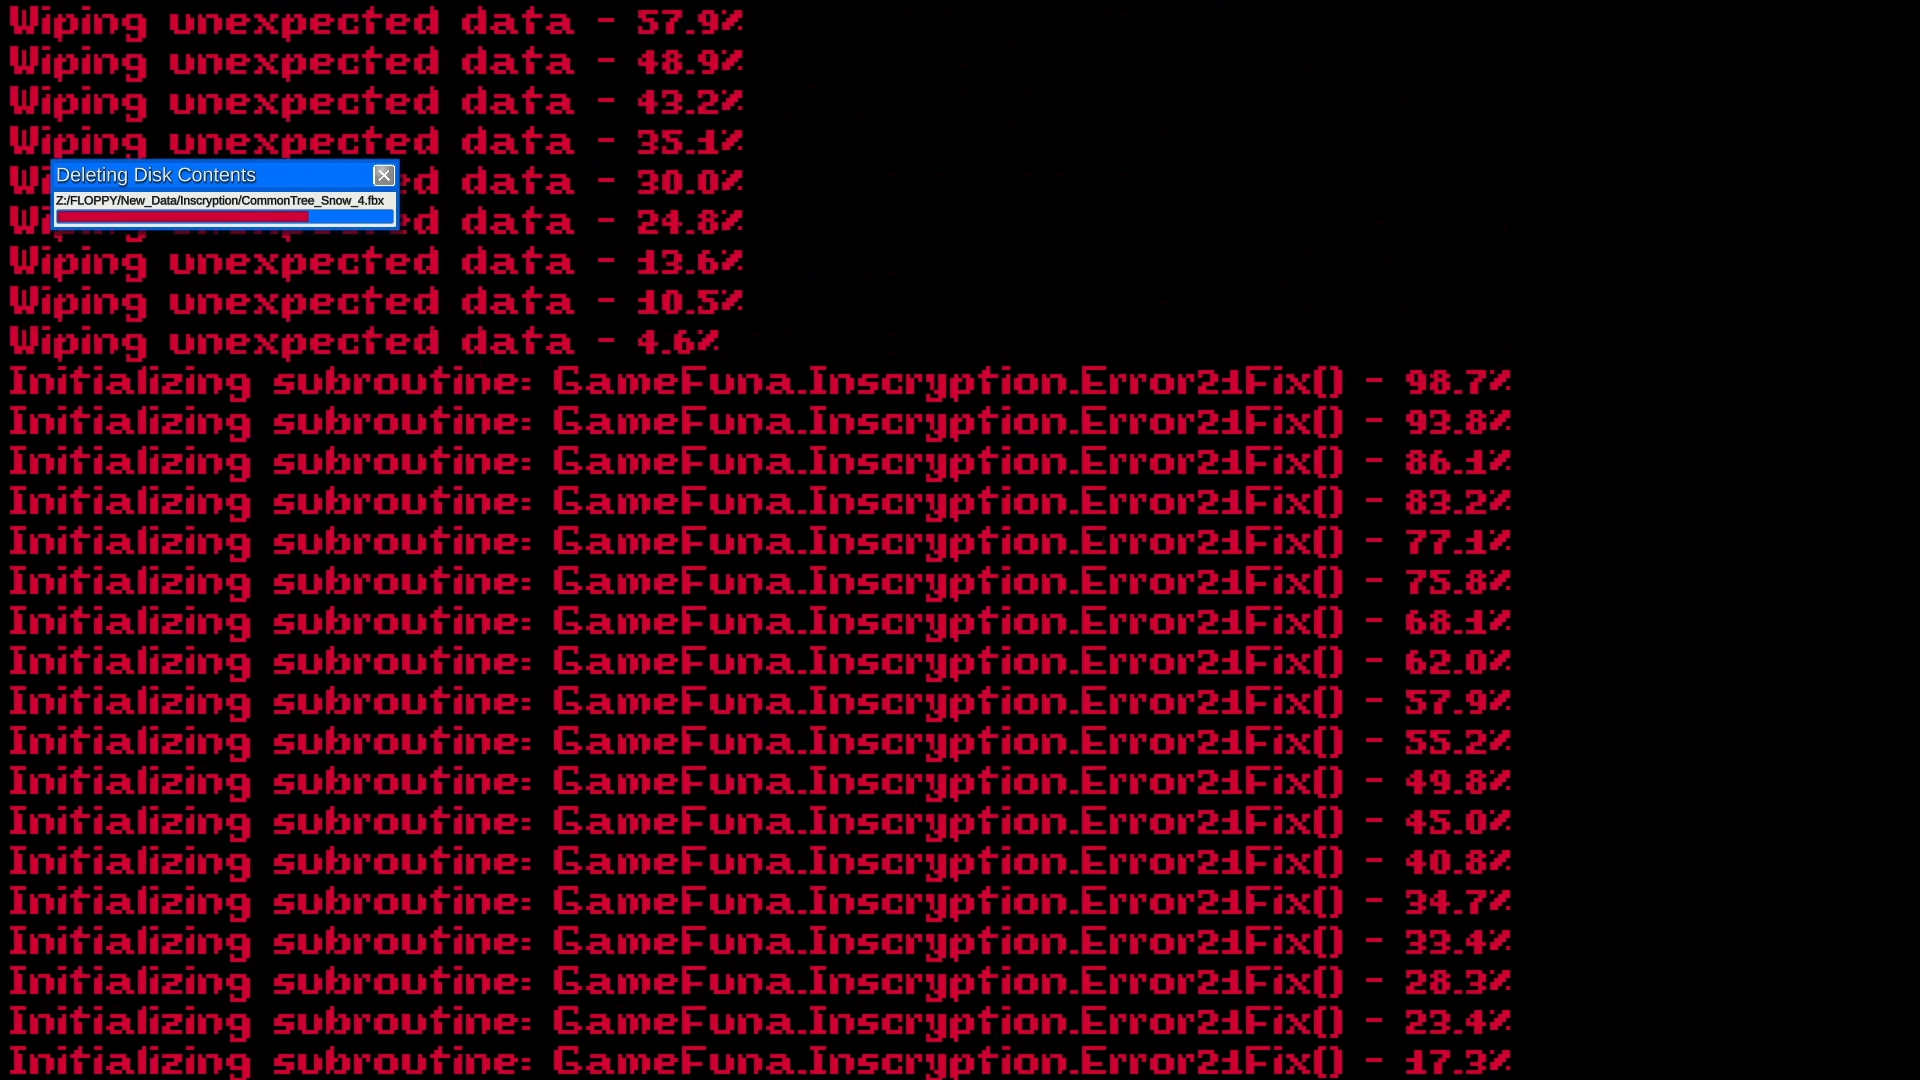 Wiping unexpected data - 57.9%
Wiping unexpected data - 48.9%
Wiping unexpected data - 43.2%
Wiping unexpected data - 35.1%
Deleting Disk Contents
Z:/FLOPPY/New_Data/Inscryption/CommonTree_Snow_4.fbx
30.0%
24.8%
Wiping unexpected data - 13.6%
Wiping unexpected data - 10.5%
Wiping unexpected data - 4.6%
Initializing subroutine: GameFuna.Inscryption.Error21Fix() - 98.7%
Initializing subroutine: GameFuna.Inscryption.Error21Fix() - 93.8%
Initializing subroutine: GameFuna.Inscryption.Error21Fix() - 86.1%
Initializing subroutine: GameFuna.Inscryption.Error21Fix() - 83.2%
Initializing subroutine: GameFuna.Inscryption.Error21Fix() - 77.1%
Initializing subroutine: GameFuna.Inscryption.Error21Fix() - 75.8%
Initializing subroutine: GameFuna.Inscryption.Error21Fix() - 68.1%
Initializing subroutine: GameFuna.Inscryption.Error21Fix() - 62.0%
Initializing subroutine: GameFuna.Inscryption.Error21Fix() - 57.9%
Initializing subroutine: GameFuna.Inscryption.Error21Fix() - 55.2%
Initializing subroutine: GameFuna.Inscryption.Error21Fix() - 49.8%
Initializing subroutine: GameFuna.Inscryption.Error21Fix() - 45.0%
Initializing subroutine: GameFuna.Inscryption.Error21Fix() - 40.8%
Initializing subroutine: GameFuna.Inscryption.Error21Fix() - 34.7%
Initializing subroutine: GameFuna.Inscryption.Error21Fix() - 33.4%
Initializing subroutine: GameFuna.Inscryption.Error21Fix() - 28.3%
Initializing subroutine: GameFuna.Inscryption.Error21Fix() - 23.4%
Initializing subroutine: GameFuna.Inscryption.Error21Fix() - 17.3%